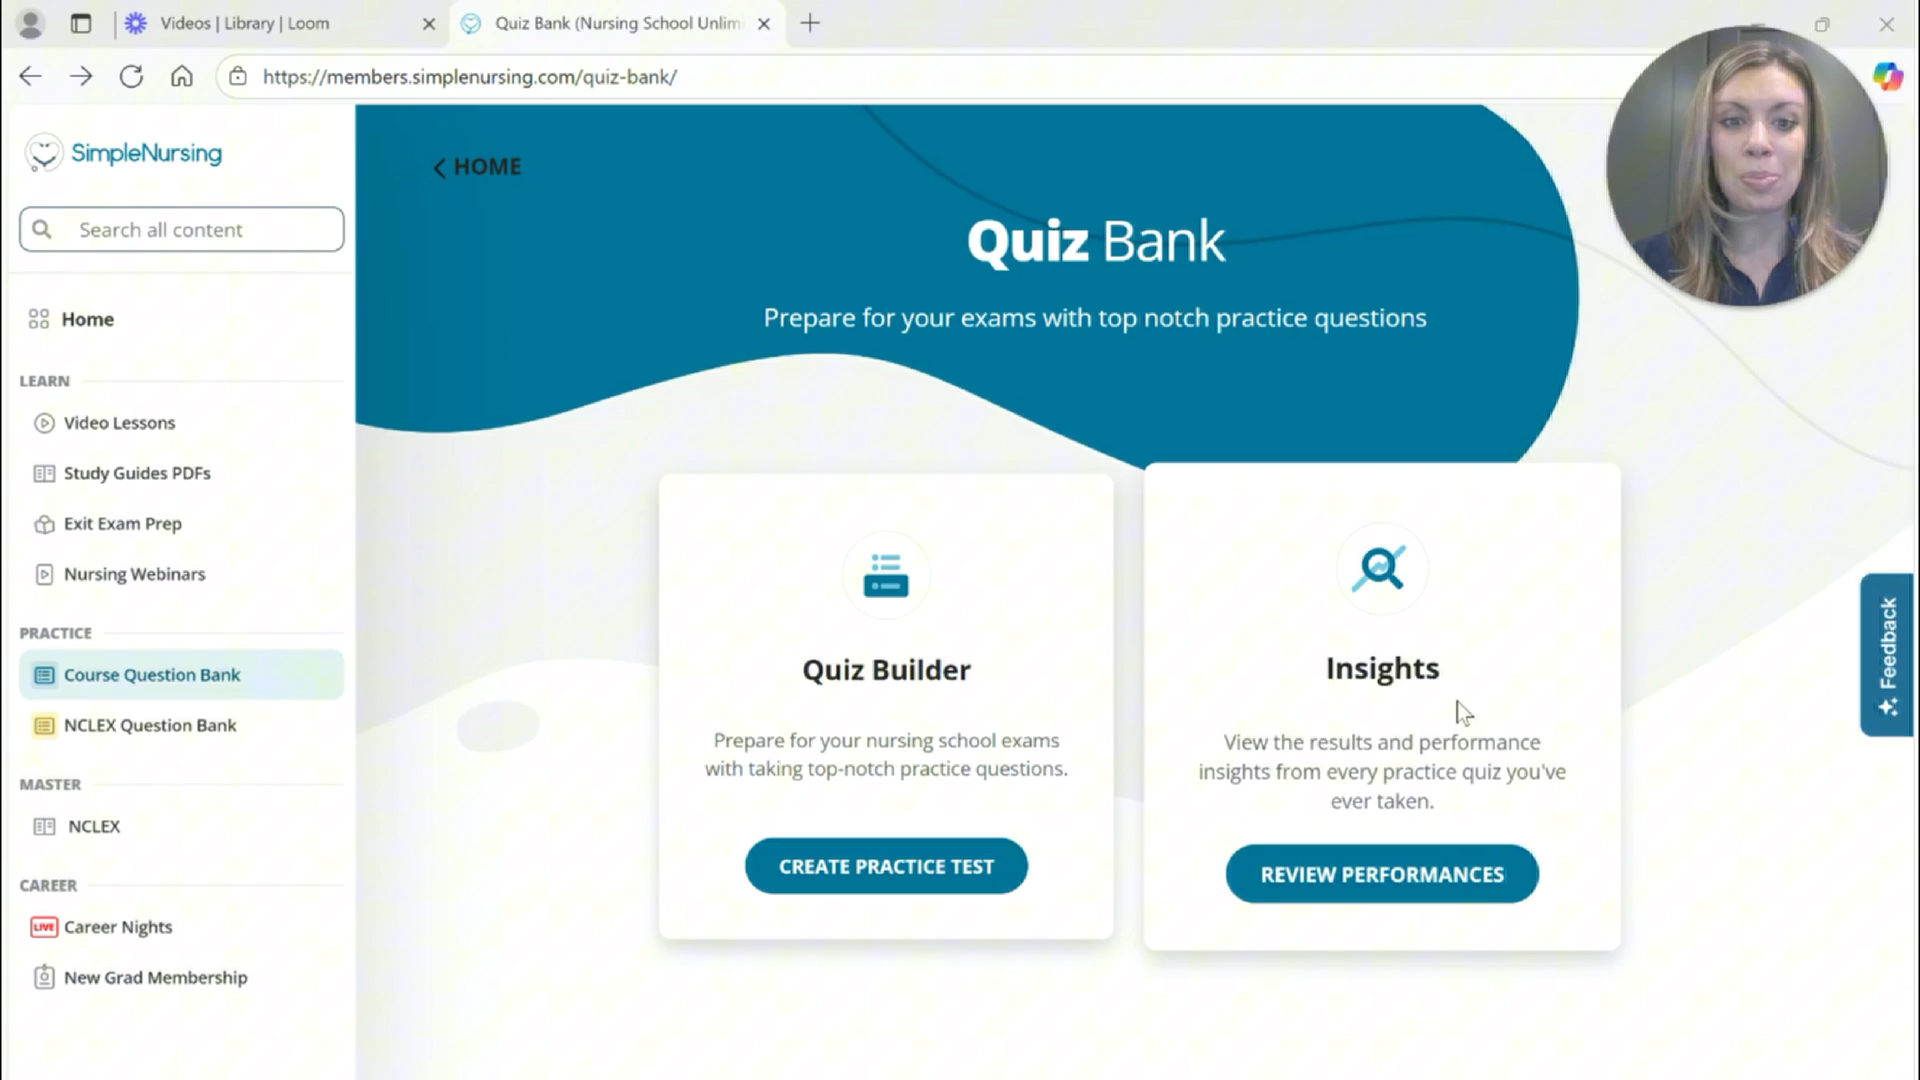 Videos | Library | Loom
Quiz Bank (Nursing School Unlim
https://members.simplenursing.com/quiz-bank/
SimpleNursing
Search all content
Home
LEARN
Video Lessons
Study Guides PDFs
Exit Exam Prep
Nursing Webinars
PRACTICE
Course Question Bank
NCLEX Question Bank
MASTER
NCLEX
CAREER
LIVE Career Nights
New Grad Membership
HOME
Quiz Bank
Prepare for your exams with top notch practice questions
Quiz Builder
Prepare for your nursing school exams
with taking top-notch practice questions.
CREATE PRACTICE TEST
Insights
View the results and performance
insights from every practice quiz you've
ever taken.
REVIEW PERFORMANCES
Feedback